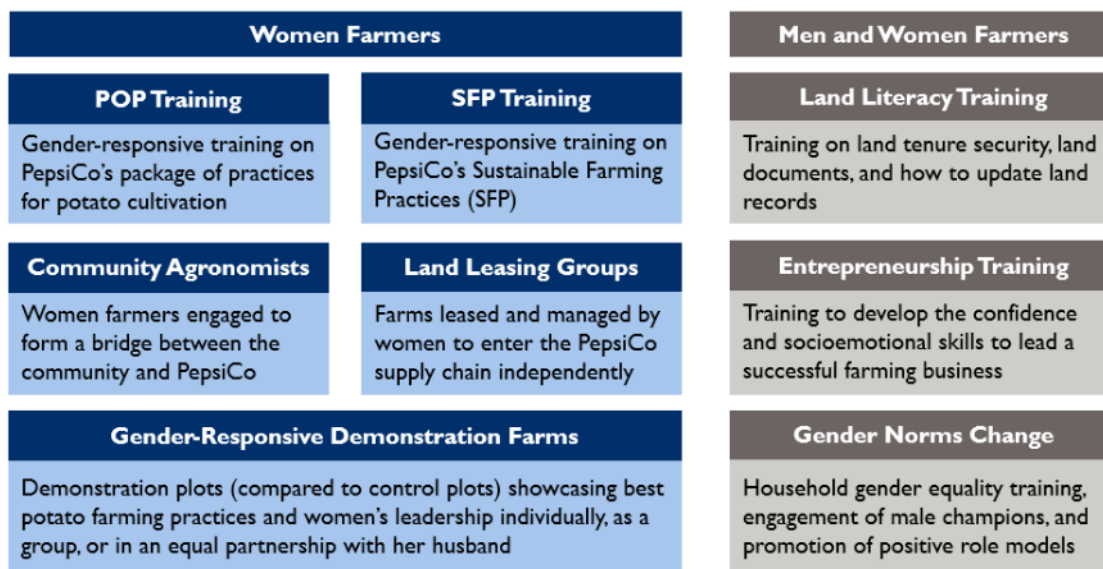 Women Farmers
POP Training
Gender-responsive training on
PepsiCo's package of practices
for potato cultivation
SFP Training
Gender-responsive training on
PepsiCo's Sustainable Farming
Practices (SFP)
Community Agronomists
Women farmers engaged to
form a bridge between the
community and PepsiCo
Land Leasing Groups
Farms leased and managed by
women to enter the PepsiCo
supply chain independently
Gender-Responsive Demonstration Farms
Demonstration plots (compared to control plots) showcasing best
potato farming practices and women's leadership individually, as a
group, or in an equal partnership with her husband
Men and Women Farmers
Land Literacy Training
Training on land tenure security, land
documents, and how to update land
records
Entrepreneurship Training
Training to develop the confidence
and socioemotional skills to lead a
successful farming business
Gender Norms Change
Household gender equality training,
engagement of male champions, and
promotion of positive role models